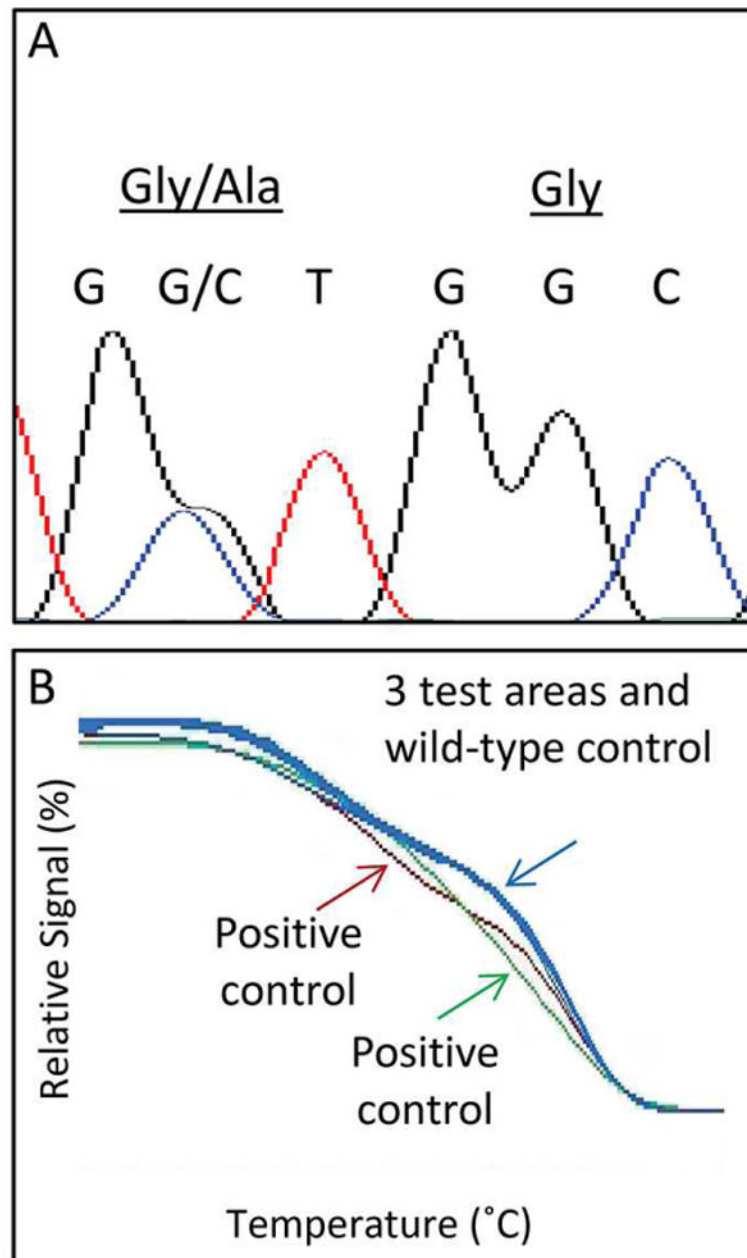 A
Gly/Ala Gly
G G/C T G G C
B
3 test areas and
wild-type control
Positive
control
Positive
control
Relative Signal (%)
Temperature (˚C)